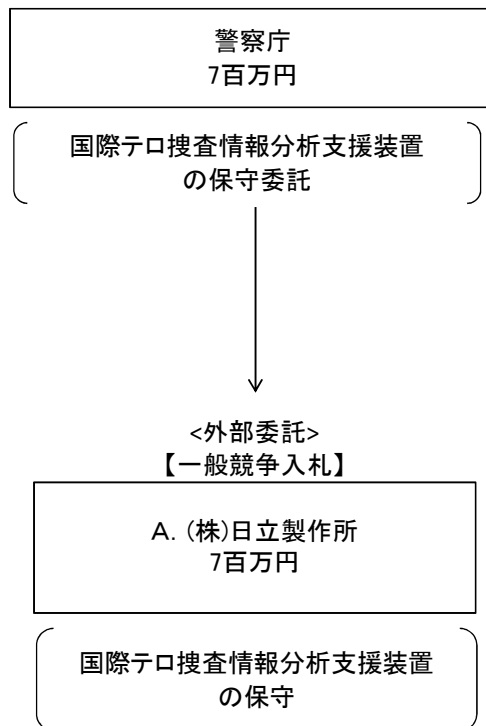 警察庁
7百万円
国際テロ捜査情報分析支援装置
の保守委託
<外部委託>
【一般競争入札】
A. (株)日立製作所
7百万円
国際テロ捜査情報分析支援装置
の保守